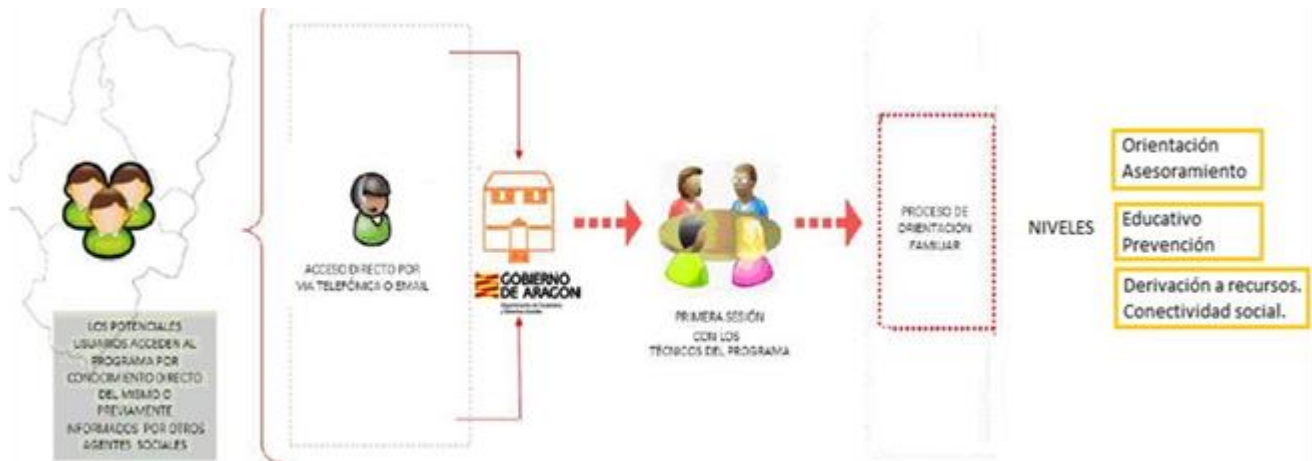 LOS POTENCIALES
USUARIOS ACCEDEN AL
PROGRAMA POR
CONOCIMIENTO DIRECTO
DEL MISMO O
PREVIAMENTE
INFORMADOS POR OTROS
AGENTES SOCIALES
ACCESO DIRECTO POR
VIA TELEFÓNICA O EMAIL
GOBIERNO
DE ARAGON
PRIMERA SESIÓN
CON LOS
TÉCNICOS DEL PROGRAMA
PROCESO DE
ORIENTACIÓN
FAMILIAR
NIVELES
Orientación
Asesoramiento
Educativo
Prevención
Derivación a recursos.
Conectividad social.